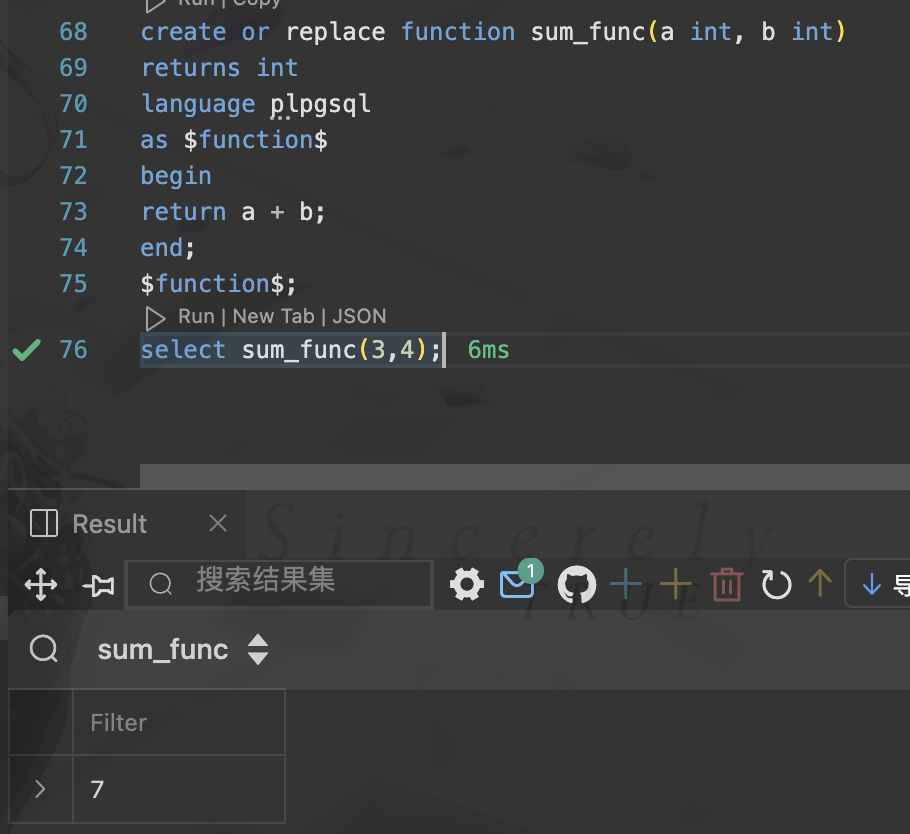 Run | Copy
68 create or replace function sum_func(a int, b int)
69 returns int
70 language plpgsql
71 as $function$
72 begin
73 return a + b;
74 end;
75 $function$;
Run | New Tab | JSON
76 select sum_func(3,4); 6ms
Result
Sincerely
搜索结果集 1 导
TRUE
sum_func
Filter
7